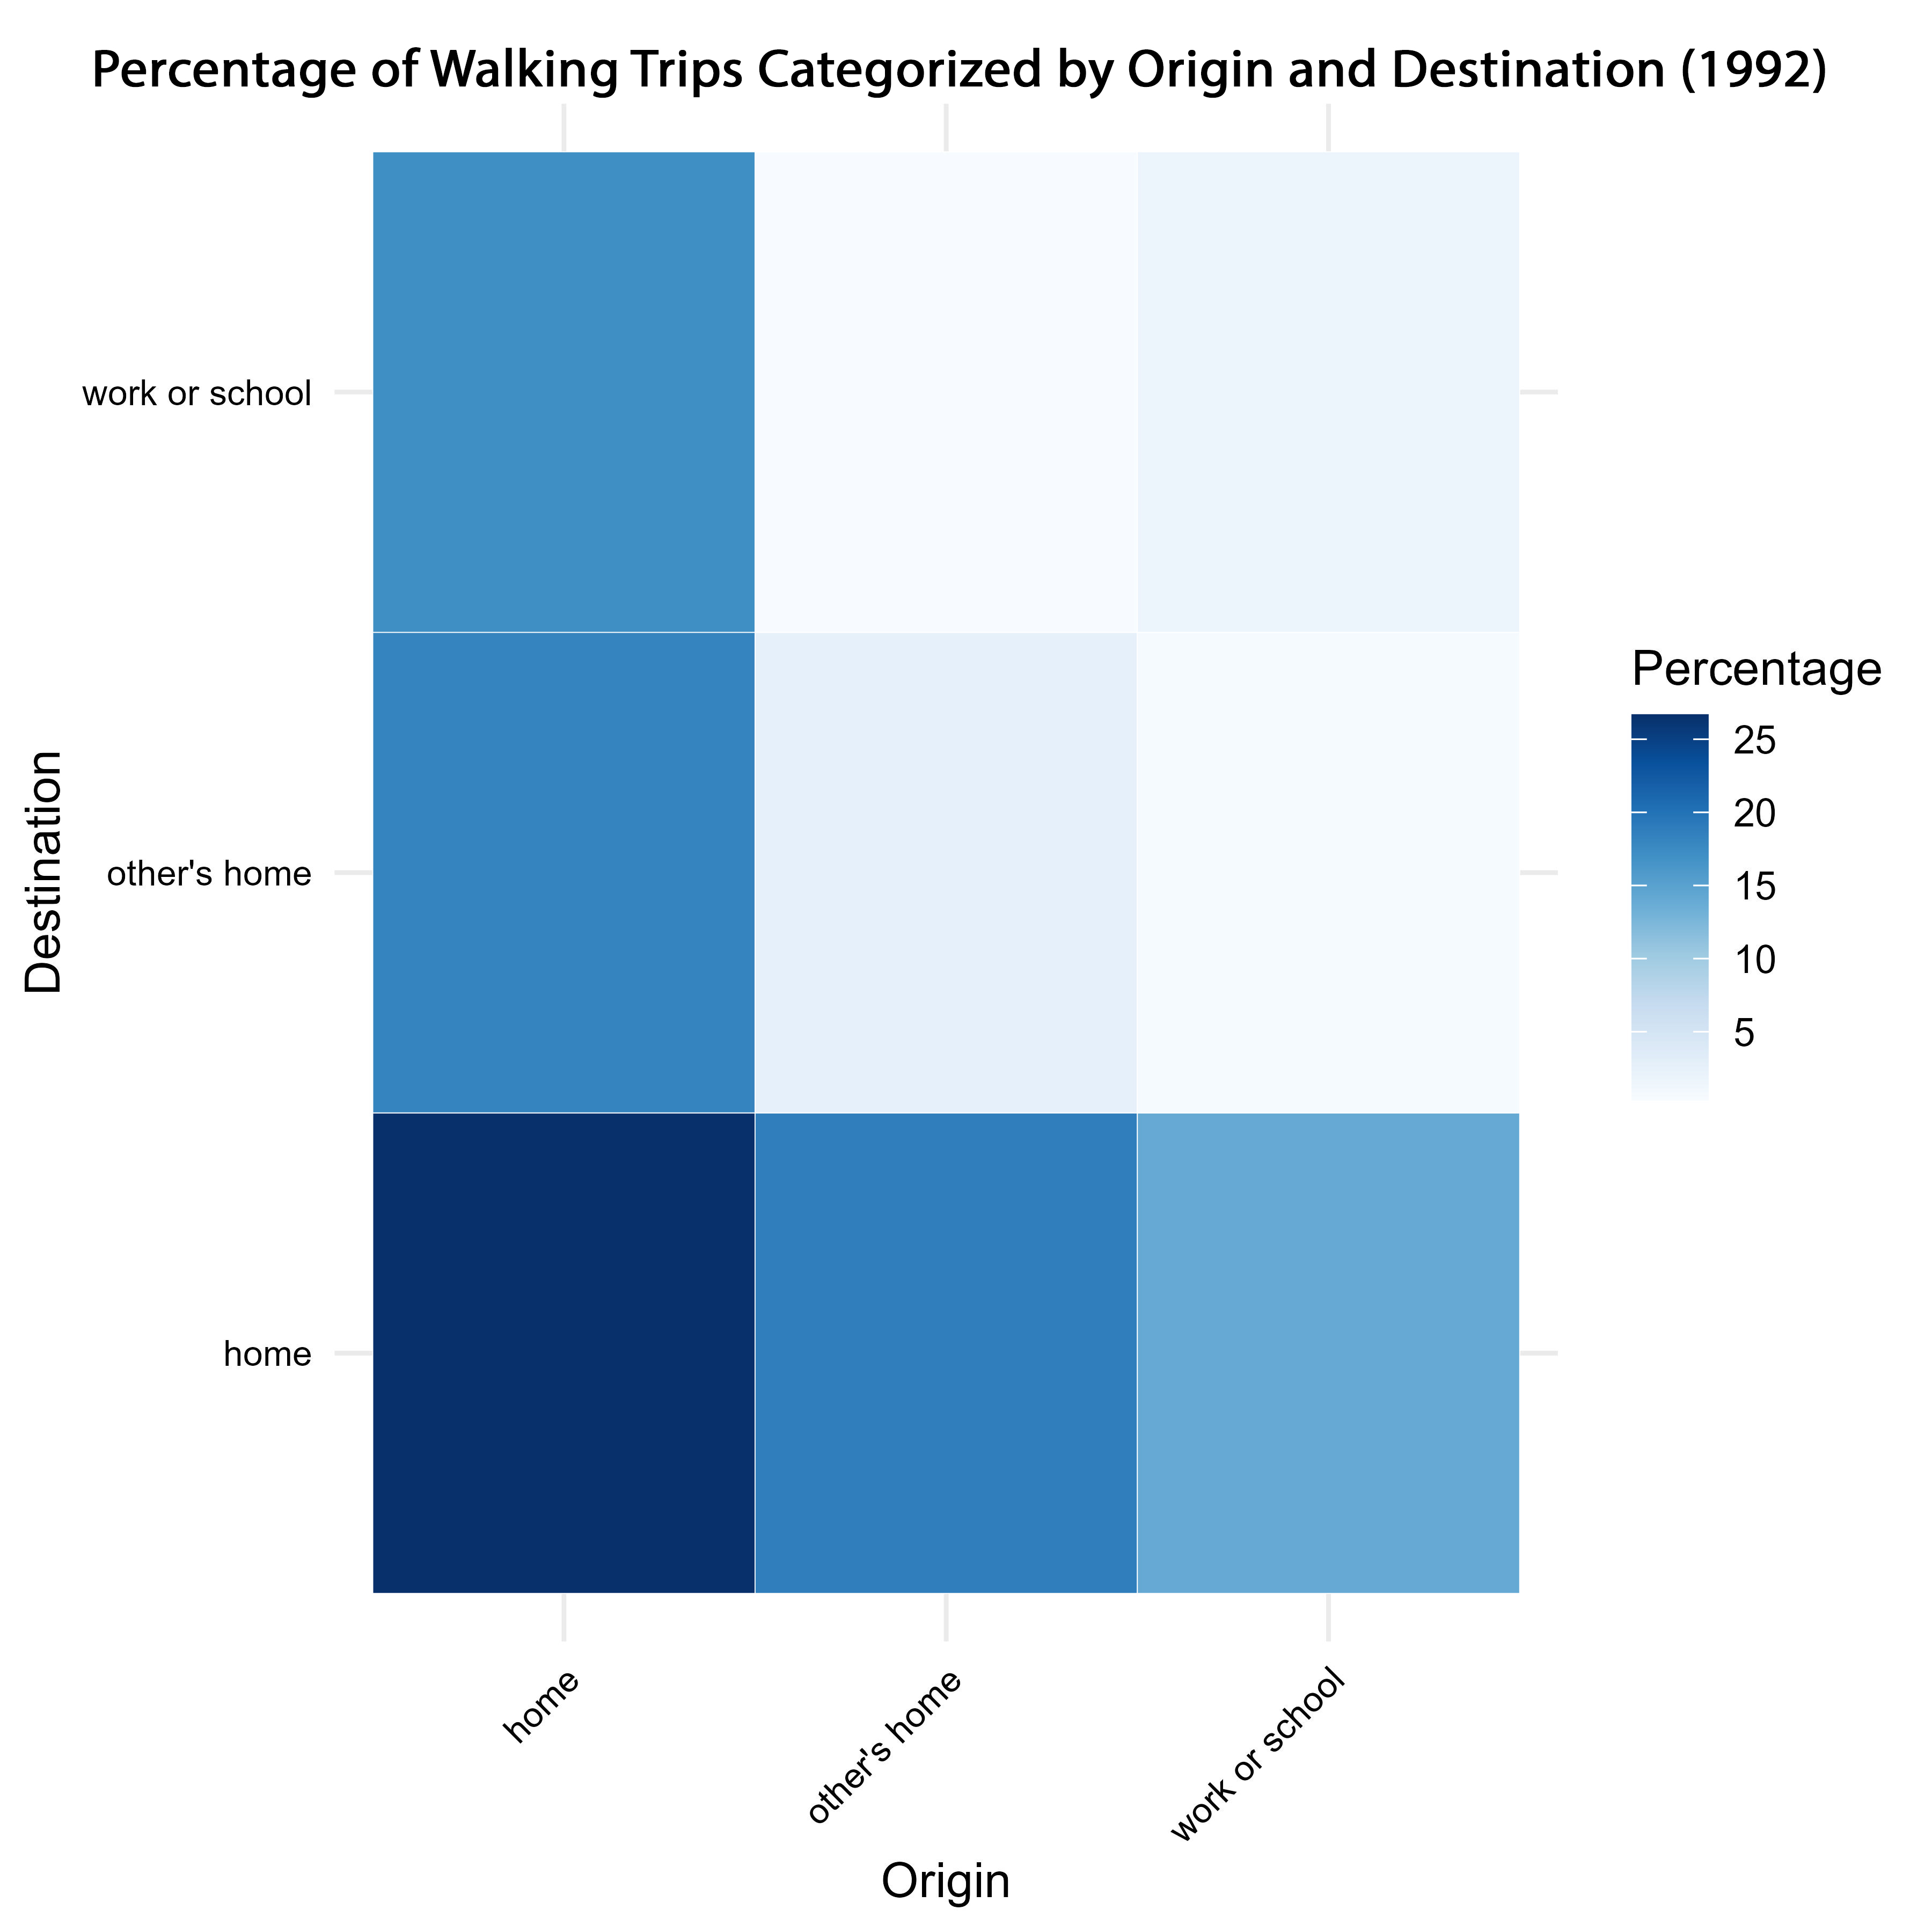 Percentage of Walking Trips Categorized by Origin and Destination (1992)
work or school
other's home
home
Destination
Percentage
25
20
15
10
5
home
other's home
work or school
Origin